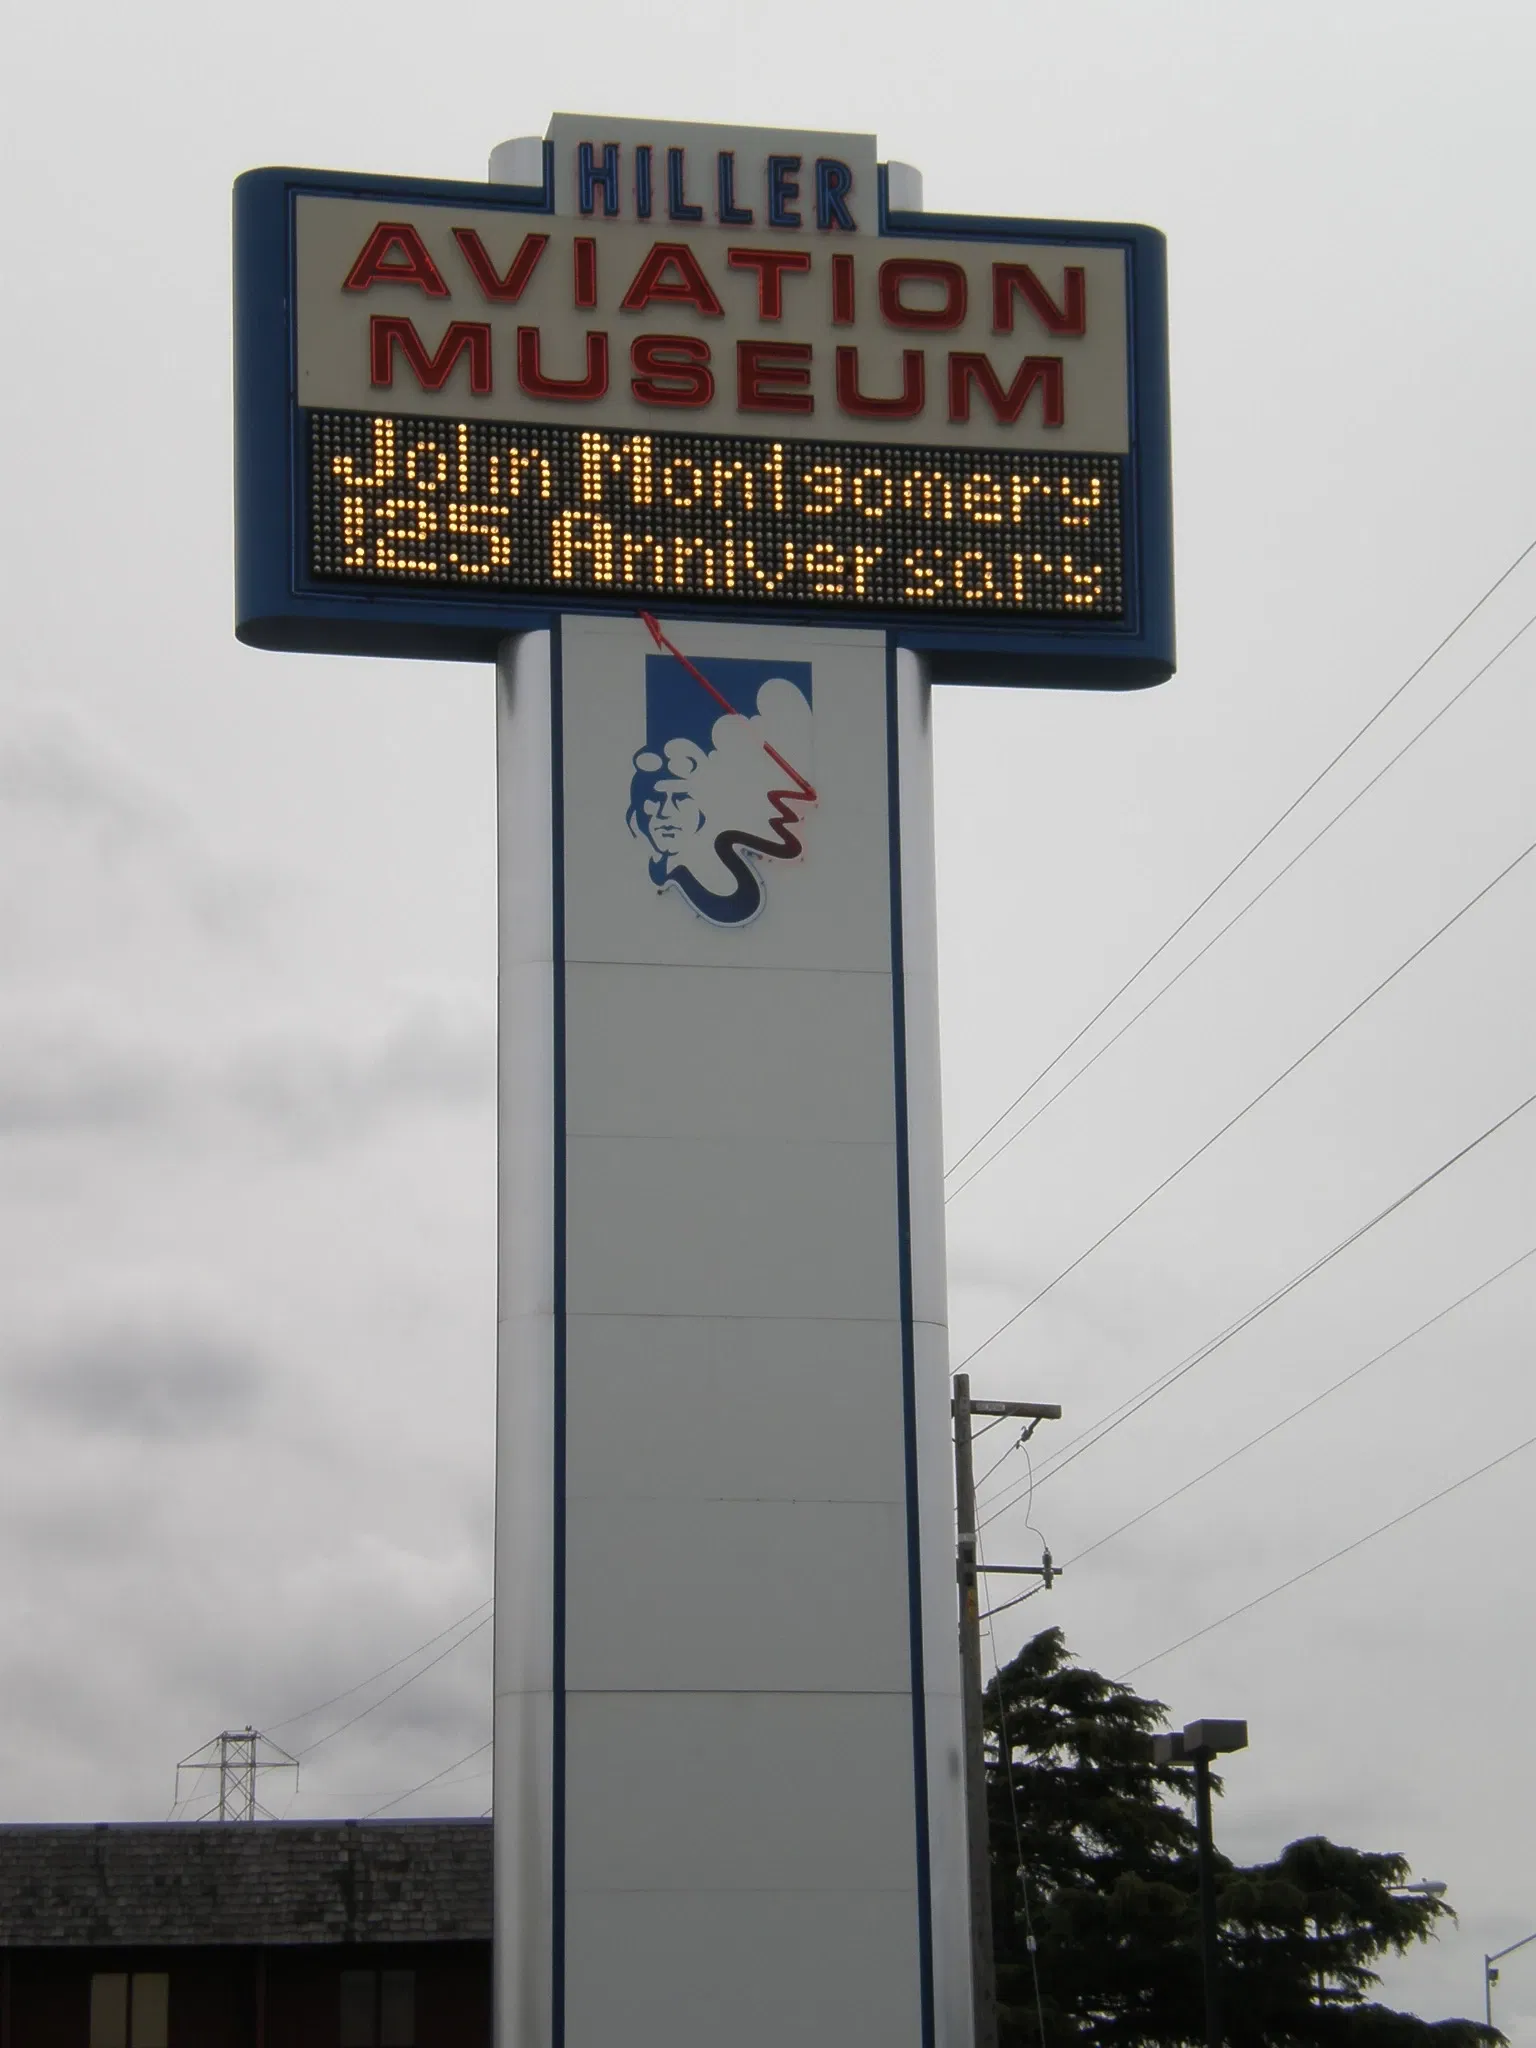 HILLER
AVIATION
MUSEUM
John Montgomery
125 Anniversary